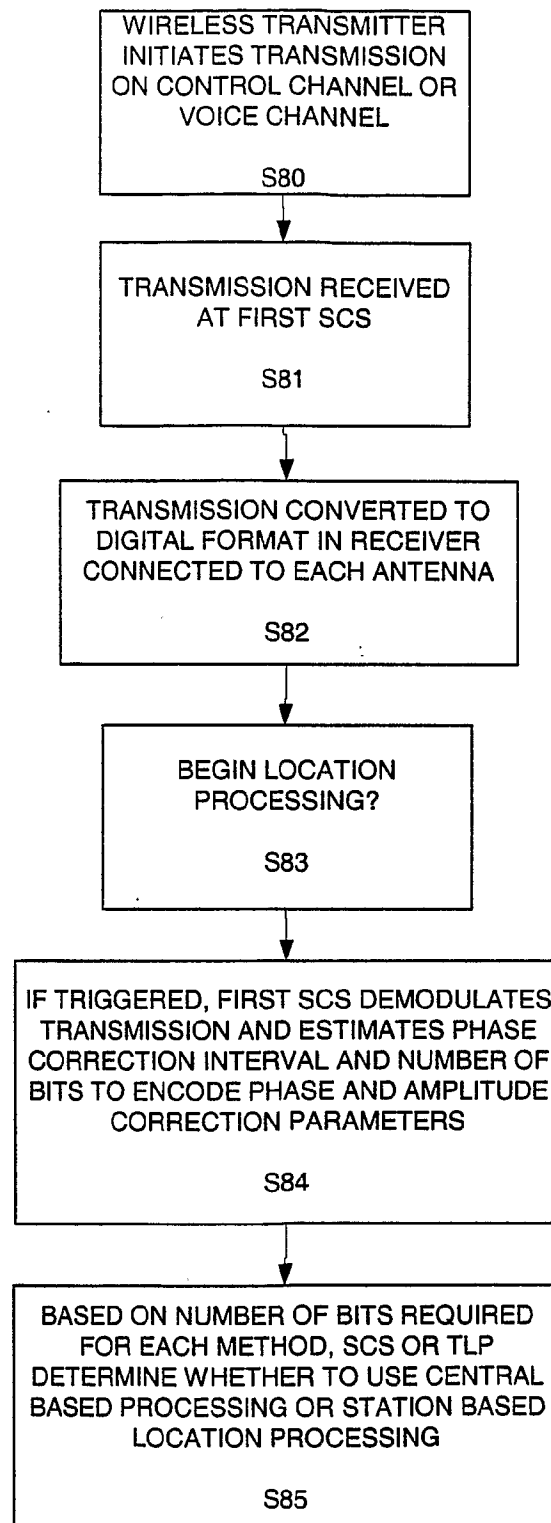 WIRELESS TRANSMITTER
INITIATES TRANSMISSION
ON CONTROL CHANNEL OR
VOICE CHANNEL
S80
TRANSMISSION RECEIVED
AT FIRST SCS
S81
TRANSMISSION CONVERTED TO
DIGITAL FORMAT IN RECEIVER
CONNECTED TO EACH ANTENNA
S82
BEGIN LOCATION
PROCESSING?
S83
IF TRIGGERED, FIRST SCS DEMODULATES
TRANSMISSION AND ESTIMATES PHASE
CORRECTION INTERVAL AND NUMBER OF
BITS TO ENCODE PHASE AND AMPLITUDE
CORRECTION PARAMETERS
S84
BASED ON NUMBER OF BITS REQUIRED
FOR EACH METHOD, SCS OR TLP
DETERMINE WHETHER TO USE CENTRAL
BASED PROCESSING OR STATION BASED
LOCATION PROCESSING
S85